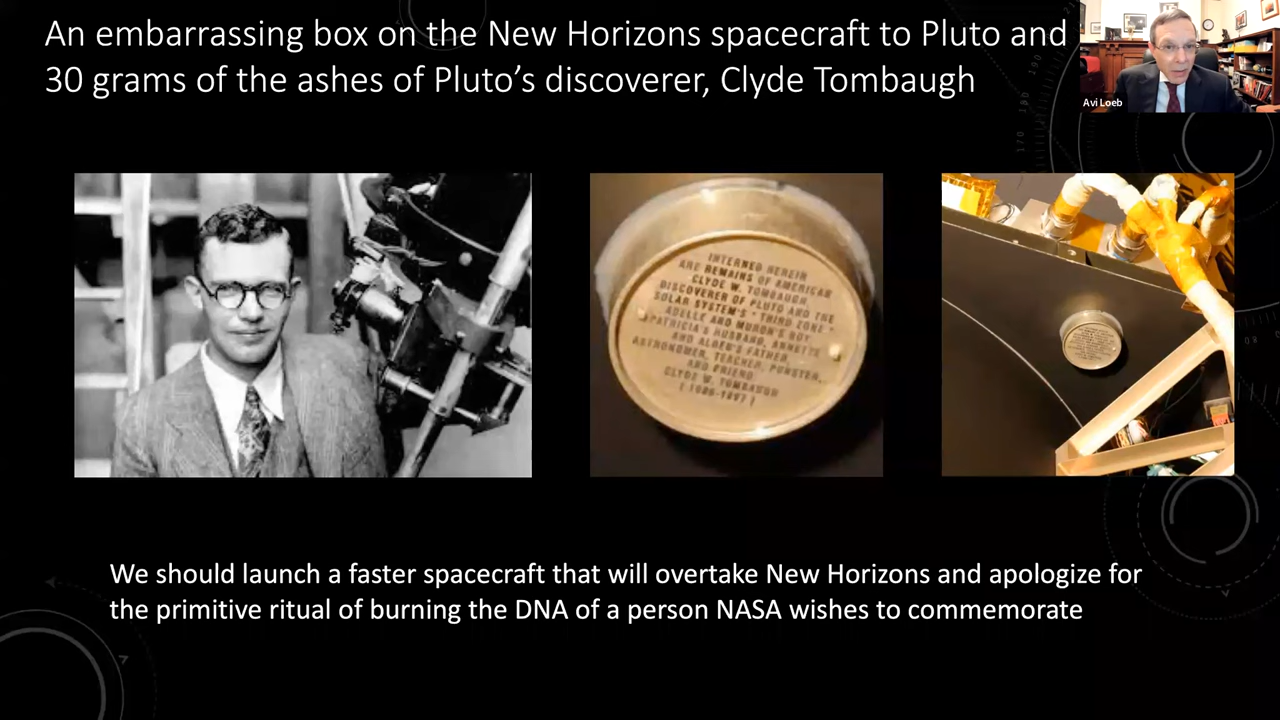 An embarrassing box on the New Horizons spacecraft to Pluto and
30 grams of the ashes of Pluto's discoverer, Clyde Tombaugh
Avi Loeb
INTERNED HEREIN
ARE REMAINS OF AMERICAN
CLYDE W. TOMBAUGH,
DISCOVERER OF PLUTO AND THE
SOLAR SYSTEM'S "THIRD ZONE"
ADELLE AND MURON'S BOY
PATRICIA'S HUSBAND, ANNETTE
AND ALDEN'S FATHER,
ASTRONOMER, TEACHER, PUNSTER,
AND FRIEND
CLYDE W. TOMBAUGH
We should launch a faster spacecraft that will overtake New Horizons and apologize for
the primitive ritual of burning the DNA of a person NASA wishes to commemorate